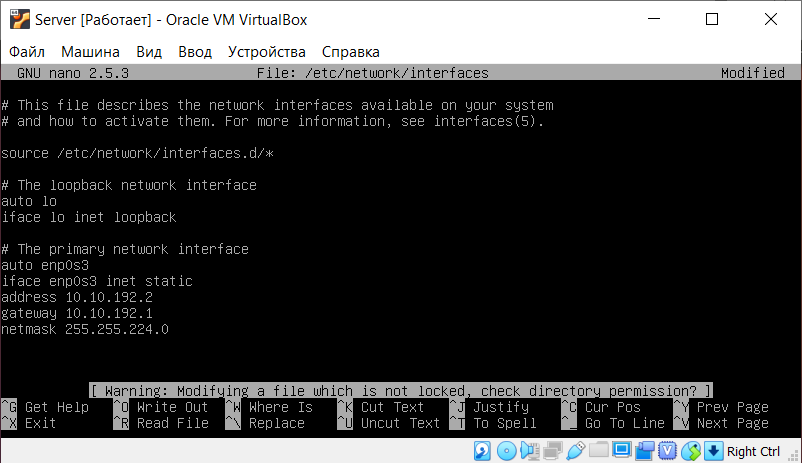 Server [Работает] - Oracle VM VirtualBox
Файл Машина Вид Ввод Устройства Справка
GNU nano 2.5.3 File: /etc/network/interfaces Modified
# This file describes the network interfaces available on your system
# and how to activate them. For more information, see interfaces(5).
source /etc/network/interfaces.d/*
# The loopback network interface
auto lo
iface lo inet loopback
# The primary network interface
auto enp0s3
iface enp0s3 inet static
address 10.10.192.2
gateway 10.10.192.1
netmask 255.255.224.0
[ Warning: Modifying a file which is not locked, check directory permission? ]
^G Get Help ^O Write Out ^W Where Is ^K Cut Text ^J Justify ^C Cur Pos ^Y Prev Page
^X Exit ^R Read File ^\ Replace ^U Uncut Text ^T To Spell ^_ Go To Line ^V Next Page
Right Ctrl